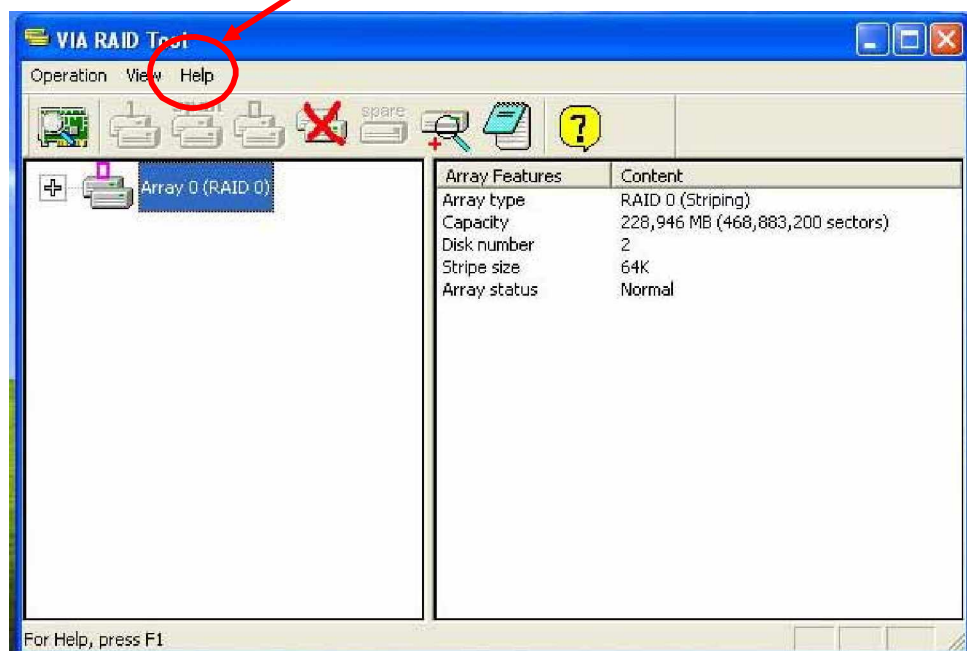 VIA RAID Tool
Operation View Help
spare
Array 0 (RAID 0)
Array Features Content
Array type RAID 0 (Striping)
Capacity 228,946 MB (468,883,200 sectors)
Disk number 2
Stripe size 64K
Array status Normal
For Help, press F1